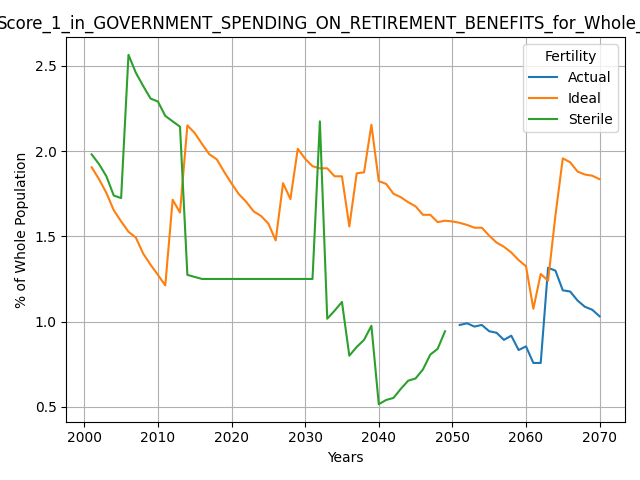 Score_1_in_GOVERNMENT_SPENDING_ON_RETIREMENT_BENEFITS_for_Whole_
Fertility
Actual
Ideal
Sterile
% of Whole Population
2.5
2.0
1.5
1.0
0.5
2000 2010 2020 2030 2040 2050 2060 2070
Years